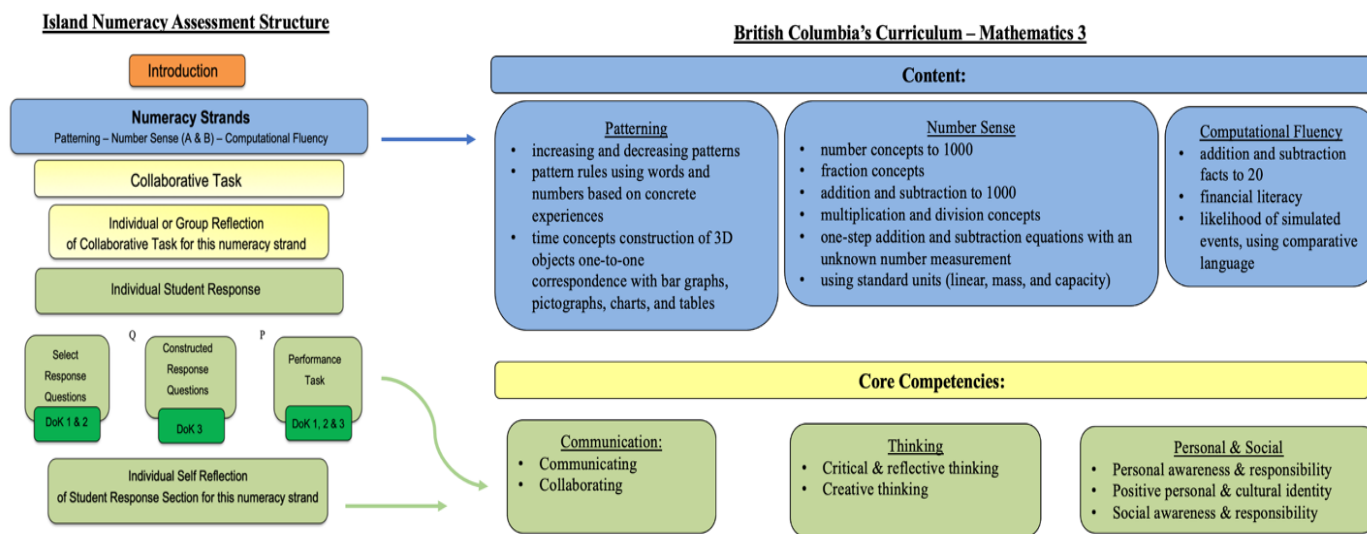 Island Numeracy Assessment Structure
Introduction
Numeracy Strands
Patterning – Number Sense (A & B) – Computational Fluency
Collaborative Task
Individual or Group Reflection
of Collaborative Task for this numeracy strand
Individual Student Response
Select
Response
Questions
DoK 1 & 2
Q
Constructed
Response
Questions
DoK 3
P
Performance
Task
DoK 1, 2 & 3
Individual Self Reflection
of Student Response Section for this numeracy strand
British Columbia's Curriculum – Mathematics 3
Content:
Patterning
• increasing and decreasing patterns
• pattern rules using words and
numbers based on concrete
experiences
• time concepts construction of 3D
objects one-to-one
correspondence with bar graphs,
pictographs, charts, and tables
Number Sense
• number concepts to 1000
• fraction concepts
• addition and subtraction to 1000
• multiplication and division concepts
• one-step addition and subtraction equations with an
unknown number measurement
• using standard units (linear, mass, and capacity)
Computational Fluency
• addition and subtraction
facts to 20
• financial literacy
• likelihood of simulated
events, using comparative
language
Core Competencies:
Communication:
• Communicating
• Collaborating
Thinking
• Critical & reflective thinking
• Creative thinking
Personal & Social
• Personal awareness & responsibility
• Positive personal & cultural identity
• Social awareness & responsibility